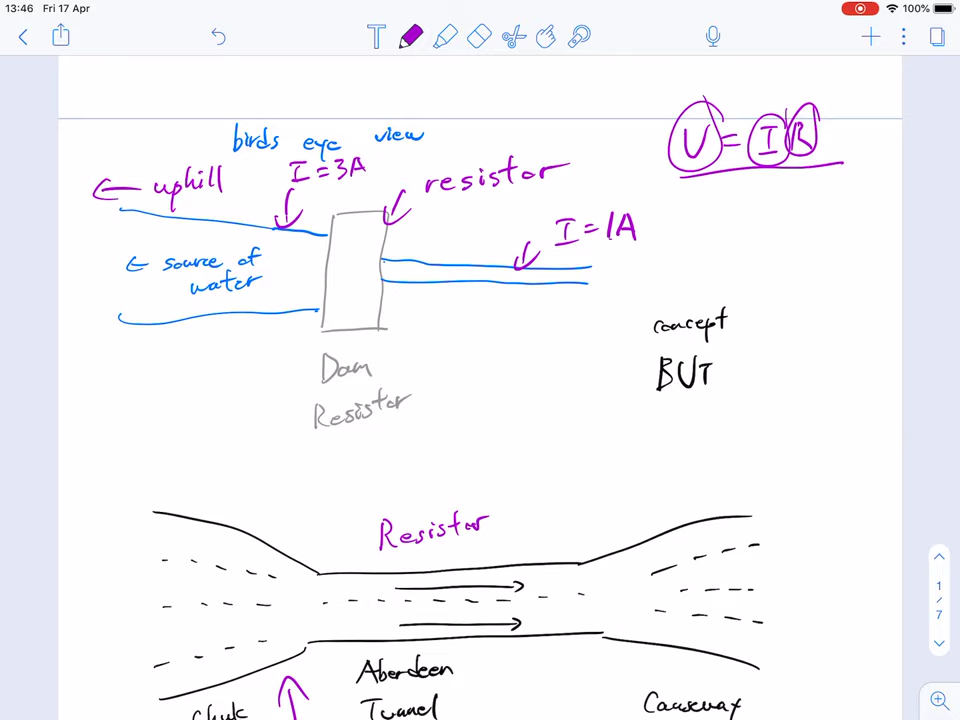 13:46 Fri 17 Apr
100%
T
birds eye view
U = IR
← uphill
I = 3A
resistor
I = 1A
← source of
water
concept
BUT
Dam
Resistor
Resistor
1
/
7
Aberdeen
Tunnel
Causeway